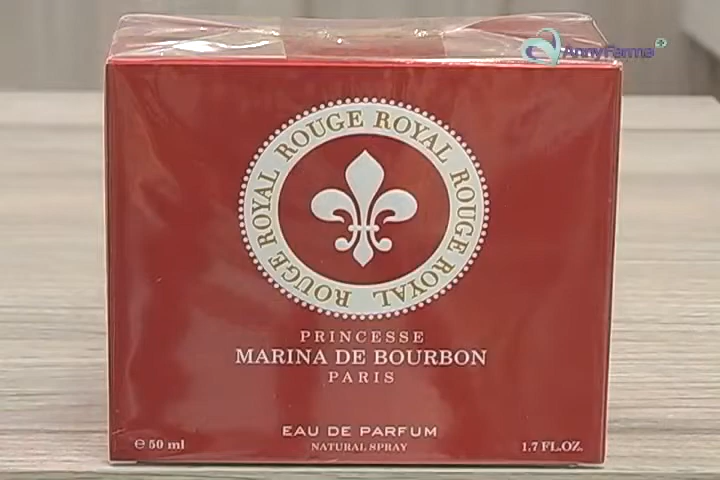 AnnyFarma
ROUGE ROYAL ROUGE ROYAL ROUGE ROYAL
PRINCESSE
MARINA DE BOURBON
PARIS
EAU DE PARFUM
NATURAL SPRAY
℮ 50 ml
1.7 FL.OZ.